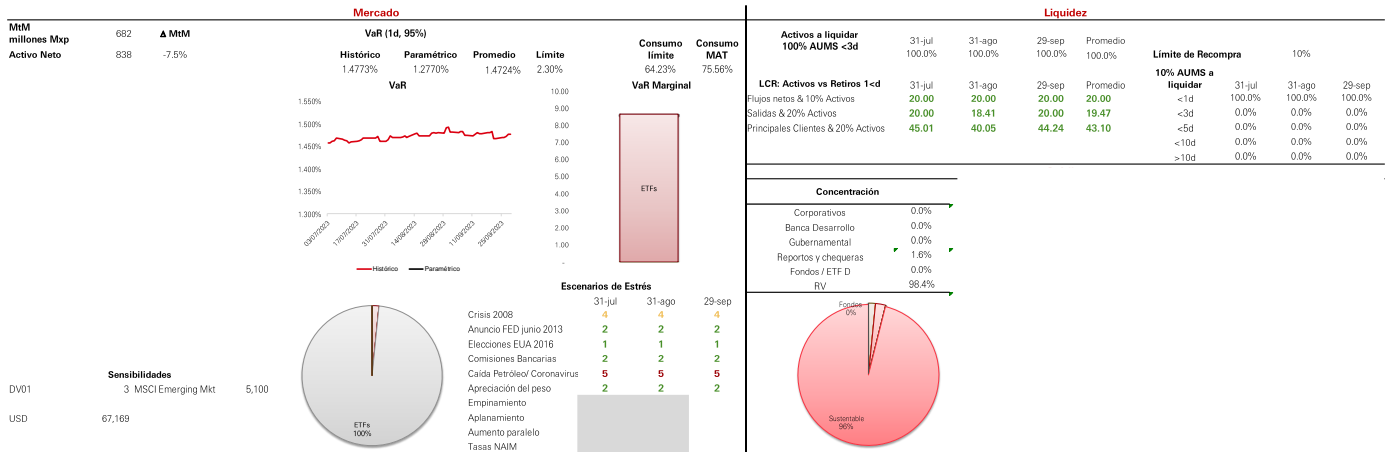 Mercado
MtM
millones Mxp 682 Δ MtM
Activo Neto 838 -7.5%
VaR (1d, 95%)
Histórico Paramétrico Promedio Límite
1.4773% 1.2770% 1.4724% 2.30%
Consumo límite Consumo MAT
64.23% 75.56%
VaR
1.550%
1.500%
1.450%
1.400%
1.350%
1.300%
03/07/2023 17/07/2023 31/07/2023 14/08/2023 28/08/2023 11/09/2023 25/09/2023
Histórico Paramétrico
VaR Marginal
10.00
9.00
8.00
7.00
6.00
5.00
4.00
3.00
2.00
1.00
-
ETFs
Escenarios de Estrés
31-jul 31-ago 29-sep
Crisis 2008 4 4 4
Anuncio FED junio 2013 2 2 2
Elecciones EUA 2016 1 1 1
Comisiones Bancarias 2 2 2
Caída Petróleo/ Coronavirus 5 5 5
Apreciación del peso 2 2 2
Empinamiento
Aplanamiento
Aumento paralelo
Tasas NAIM
Sensibilidades
DV01 3 MSCI Emerging Mkt 5,100
USD 67,169
ETFs
100%
Liquidez
Activos a liquidar
100% AUMS <3d
31-jul 31-ago 29-sep Promedio
100.0% 100.0% 100.0% 100.0%
Límite de Recompra 10%
LCR: Activos vs Retiros 1<d 31-jul 31-ago 29-sep Promedio
Flujos netos & 10% Activos 20.00 20.00 20.00 20.00
Salidas & 20% Activos 20.00 18.41 20.00 19.47
Principales Clientes & 20% Activos 45.01 40.05 44.24 43.10
10% AUMS a
liquidar 31-jul 31-ago 29-sep
<1d 100.0% 100.0% 100.0%
<3d 0.0% 0.0% 0.0%
<5d 0.0% 0.0% 0.0%
<10d 0.0% 0.0% 0.0%
>10d 0.0% 0.0% 0.0%
Concentración
Corporativos 0.0%
Banca Desarrollo 0.0%
Gubernamental 0.0%
Reportos y chequeras 1.6%
Fondos / ETF D 0.0%
RV 98.4%
Fondos
0%
Sustentable
96%